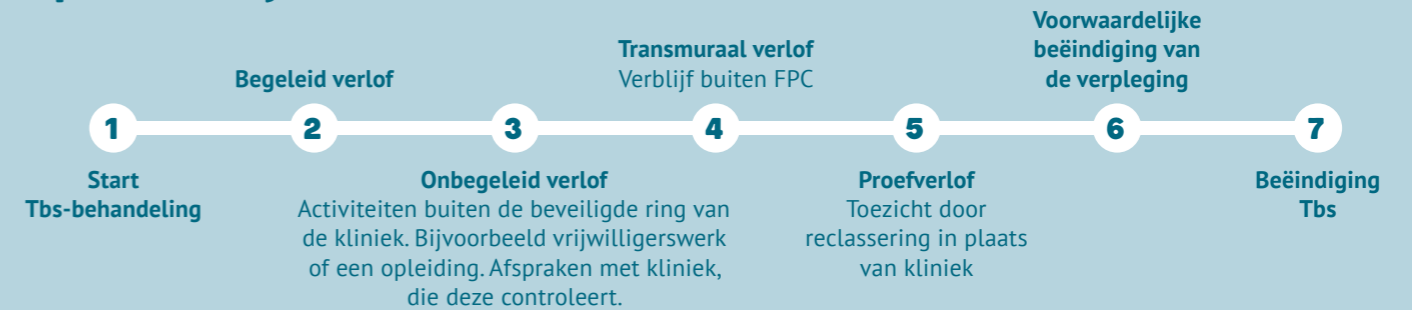 1
Start
Tbs-behandeling
Begeleid verlof
2
3
Onbegeleid verlof
Activiteiten buiten de beveiligde ring van
de kliniek. Bijvoorbeeld vrijwilligerswerk
of een opleiding. Afspraken met kliniek,
die deze controleert.
Transmuraal verlof
Verblijf buiten FPC
4
5
Proefverlof
Toezicht door
reclassering in plaats
van kliniek
Voorwaardelijke
beëindiging van
de verpleging
6
7
Beëindiging
Tbs